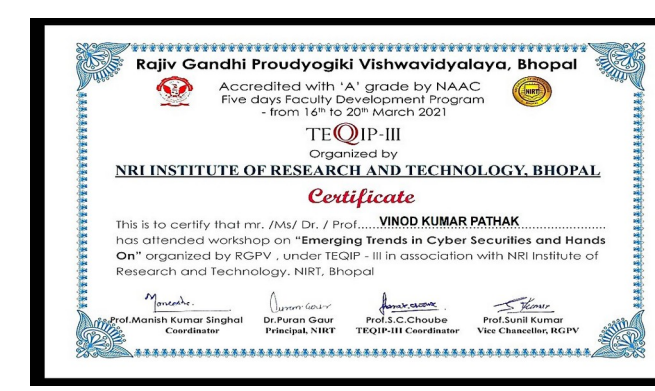 Rajiv Gandhi Proudyogiki Vishwavidyalaya, Bhopal
Accredited with 'A' grade by NAAC
Five days Faculty Development Program
- from 16th to 20th March 2021
NIRT
TEQIP-III
Organized by
NRI INSTITUTE OF RESEARCH AND TECHNOLOGY, BHOPAL
Certificate
This is to certify that mr. /Ms/ Dr. / Prof....VINOD KUMAR PATHAK....................
has attended workshop on "Emerging Trends in Cyber Securities and Hands
On" organized by RGPV , under TEQIP - III in association with NRI Institute of
Research and Technology. NIRT, Bhopal
Prof.Manish Kumar Singhal Dr.Puran Gaur Prof.S.C.Choube Prof.Sunil Kumar
Coordinator Principal, NIRT TEQIP-III Coordinator Vice Chancellor, RGPV